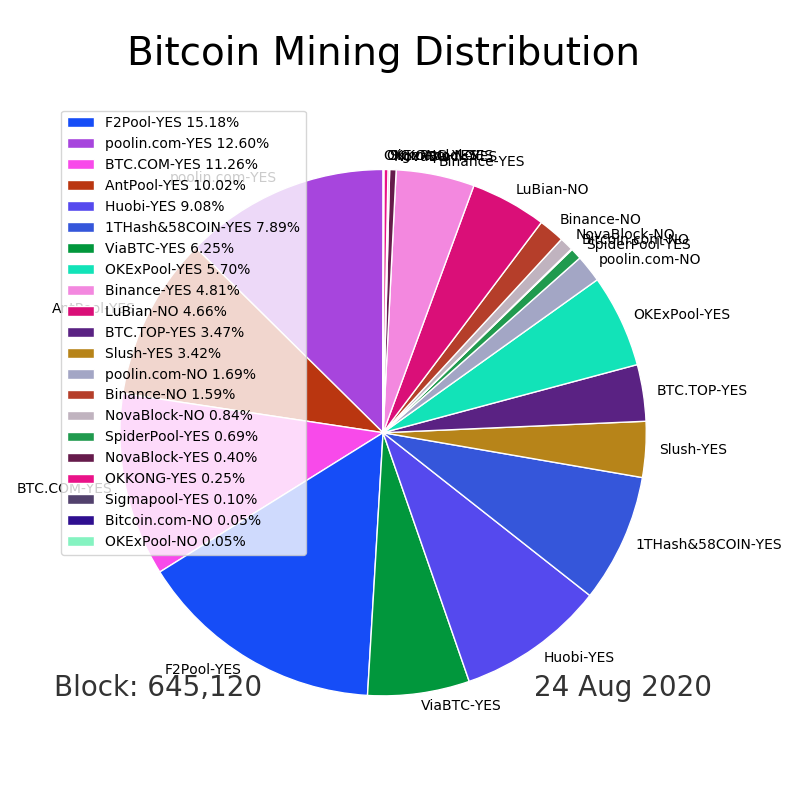 Bitcoin Mining Distribution
F2Pool-YES 15.18%
poolin.com-YES 12.60%
BTC.COM-YES 11.26%
AntPool-YES 10.02%
Huobi-YES 9.08%
1THash&58COIN-YES 7.89%
ViaBTC-YES 6.25%
OKExPool-YES 5.70%
Binance-YES 4.81%
LuBian-NO 4.66%
BTC.TOP-YES 3.47%
Slush-YES 3.42%
poolin.com-NO 1.69%
Binance-NO 1.59%
NovaBlock-NO 0.84%
SpiderPool-YES 0.69%
NovaBlock-YES 0.40%
OKKONG-YES 0.25%
Sigmapool-YES 0.10%
Bitcoin.com-NO 0.05%
OKExPool-NO 0.05%
Binance-YES
LuBian-NO
Binance-NO
NovaBlock-NO
Bitcoin.com-NO
SpiderPool-YES
poolin.com-NO
OKExPool-YES
BTC.TOP-YES
Slush-YES
1THash&58COIN-YES
Huobi-YES
ViaBTC-YES
F2Pool-YES
BTC.COM-YES
AntPool-YES
poolin.com-YES
Block: 645,120
24 Aug 2020